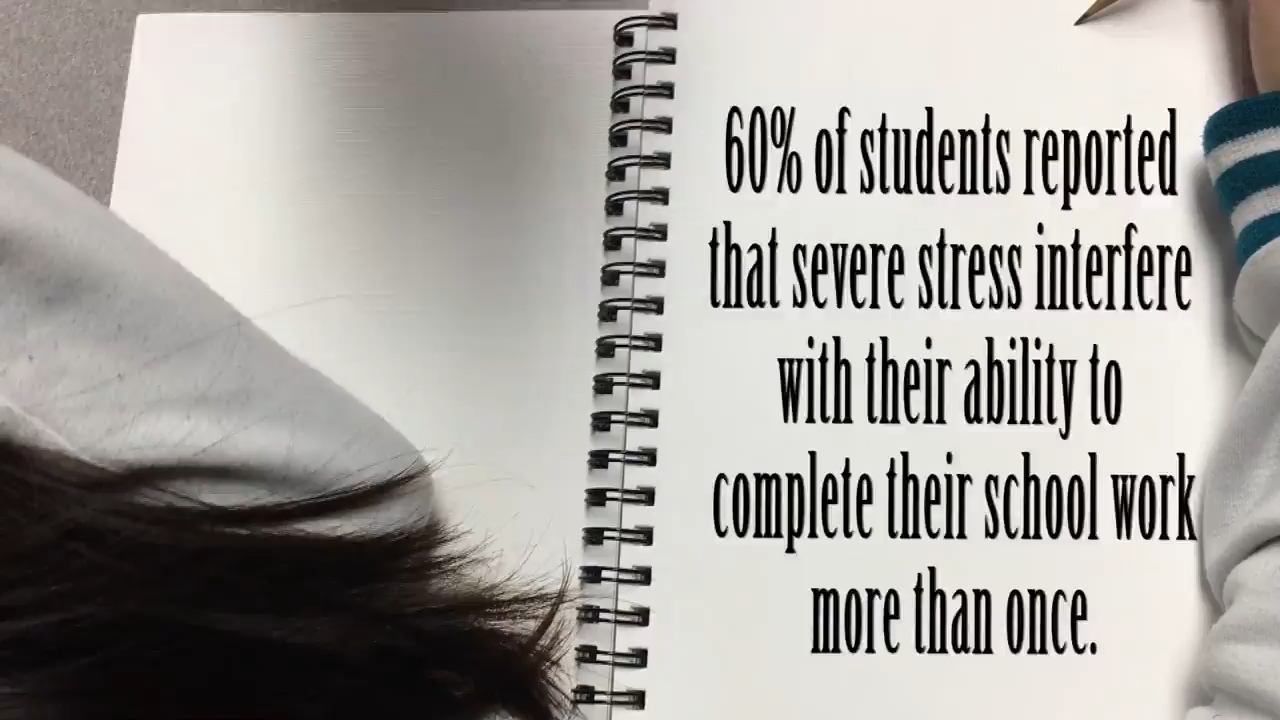 60% of students reported
that severe stress interfere
with their ability to
complete their school work
more than once.